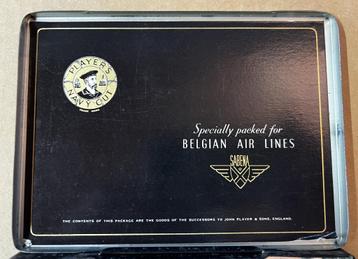 PLAYER'S
NAVY CUT
Specially packed for
BELGIAN AIR LINES
SABENA
THE CONTENTS OF THIS PACKAGE ARE THE GOODS OF THE SUCCESSORS TO JOHN PLAYER & SONS, ENGLAND.